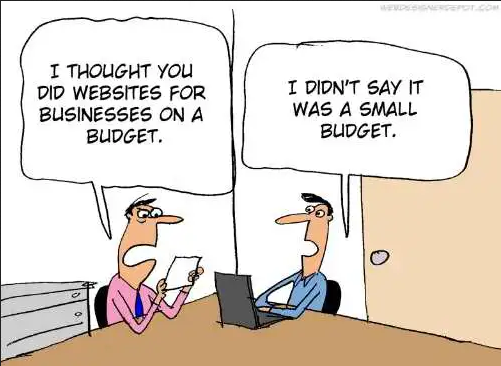 WEBDESIGNERDEPOT.COM
I THOUGHT YOU
DID WEBSITES FOR
BUSINESSES ON A
BUDGET.
I DIDN'T SAY IT
WAS A SMALL
BUDGET.